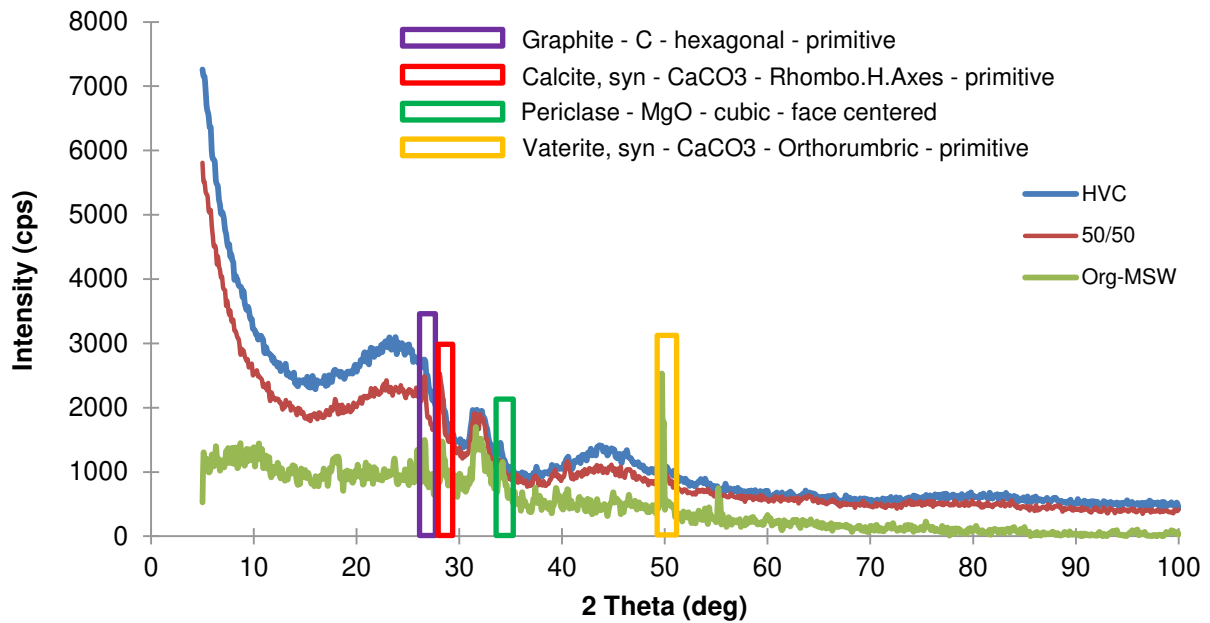 8000
7000
6000
5000
4000
3000
2000
1000
0
Intensity (cps)
Graphite - C - hexagonal - primitive
Calcite, syn - CaCO3 - Rhombo.H.Axes - primitive
Periclase - MgO - cubic - face centered
Vaterite, syn - CaCO3 - Orthorumbric - primitive
HVC
50/50
Org-MSW
0 10 20 30 40 50 60 70 80 90 100
2 Theta (deg)